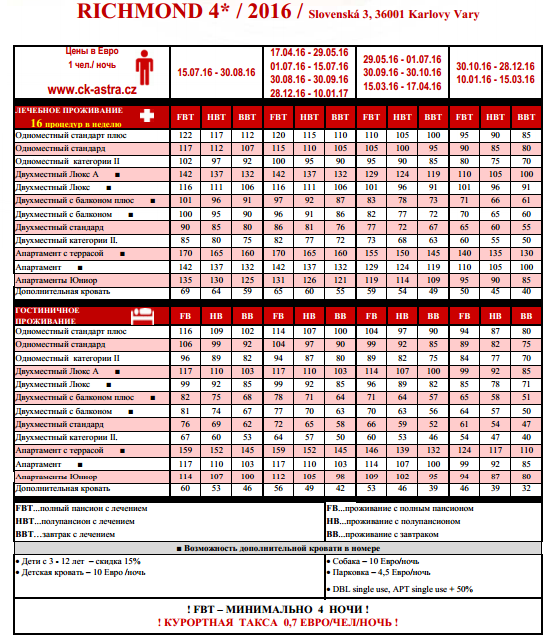 RICHMOND 4* / 2016 / Slovenská 3, 36001 Karlovy Vary
Цены в Евро
1 чел./ ночь
www.ck-astra.cz
15.07.16 - 30.08.16
17.04.16 - 29.05.16
01.07.16 - 15.07.16
30.08.16 - 30.09.16
28.12.16 - 10.01.17
29.05.16 - 01.07.16
30.09.16 - 30.10.16
15.03.16 - 17.04.16
30.10.16 - 28.12.16
10.01.16 - 15.03.16
ЛЕЧЕБНОЕ ПРОЖИВАНИЕ
16 процедур в неделю
FBT HBT BBT FBT HBT BBT FBT HBT BBT FBT HBT BBT
Одноместный стандарт плюс 122 117 112 120 115 110 110 105 100 95 90 85
Одноместный стандард 117 112 107 115 110 105 105 100 95 90 85 80
Одноместный категории II 102 97 92 100 95 90 95 90 85 80 75 70
Двухместный Люкс А ■ 142 137 132 142 137 132 129 124 119 110 105 100
Двухместный Люкс ■ 116 111 106 116 111 106 101 96 91 101 96 91
Двухместный с балконом плюс ■ 101 96 91 97 92 87 83 78 73 71 66 61
Двухместный с балконом ■ 100 95 90 96 91 86 82 77 72 70 65 60
Двухместный стандард 90 85 80 86 81 76 77 72 67 65 60 55
Двухместный категории II. 85 80 75 82 77 72 73 68 63 60 55 50
Апартамент с террасой ■ 170 165 160 170 165 160 155 150 145 140 135 130
Апартамент ■ 142 137 132 142 137 132 129 124 119 110 105 100
Апартаменты Юниор 135 130 125 131 126 121 119 114 109 95 90 85
Дополнительная кровать 69 64 59 65 60 55 59 54 49 50 45 40
ГОСТИНИЧНОЕ
ПРОЖИВАНИЕ
FB HB BB FB HB BB FB HB BB FB HB BB
Одноместный стандарт плюс 116 109 102 114 107 100 104 97 90 94 87 80
Одноместный стандард 106 99 92 104 97 90 99 92 85 89 82 75
Одноместный категории II 96 89 82 94 87 80 89 82 75 84 77 70
Двухместный Люкс А ■ 117 110 103 117 110 103 114 107 100 99 92 85
Двухместный Люкс ■ 99 92 85 99 92 85 96 89 82 85 78 71
Двухместный с балконом плюс ■ 82 75 68 78 71 64 71 64 57 65 58 51
Двухместный с балконом ■ 81 74 67 77 70 63 70 63 56 64 57 50
Двухместный стандард 76 69 62 72 65 58 66 59 52 61 54 47
Двухместный категории II. 67 60 53 64 57 50 60 53 46 54 47 40
Апартамент с террасой ■ 159 152 145 159 152 145 146 139 132 124 117 110
Апартамент ■ 117 110 103 117 110 103 114 107 100 99 92 85
Апартаменты Юниор 114 107 100 112 105 98 109 102 95 94 87 80
Дополнительная кровать 60 53 46 56 49 42 53 46 39 46 39 32
FBT...полный пансион с лечением
HBT...полупансион с лечением
BBT...завтрак с лечением
FB...проживание с полным пансионом
HB...проживание с полупансионом
BB...проживание с завтраком
■ Возможность дополнительной кровати в номере
• Дети с 3 - 12 лет – скидка 15%
• Детская кровать – 10 Евро /ночь
• Собака – 10 Евро/ночь
• Парковка – 4,5 Евро/ночь
• DBL single use, APT single use + 50%
! FBT – МИНИМАЛЬНО 4 НОЧИ !
! КУРОРТНАЯ ТАКСА 0,7 ЕВРО/ЧЕЛ/НОЧЬ !